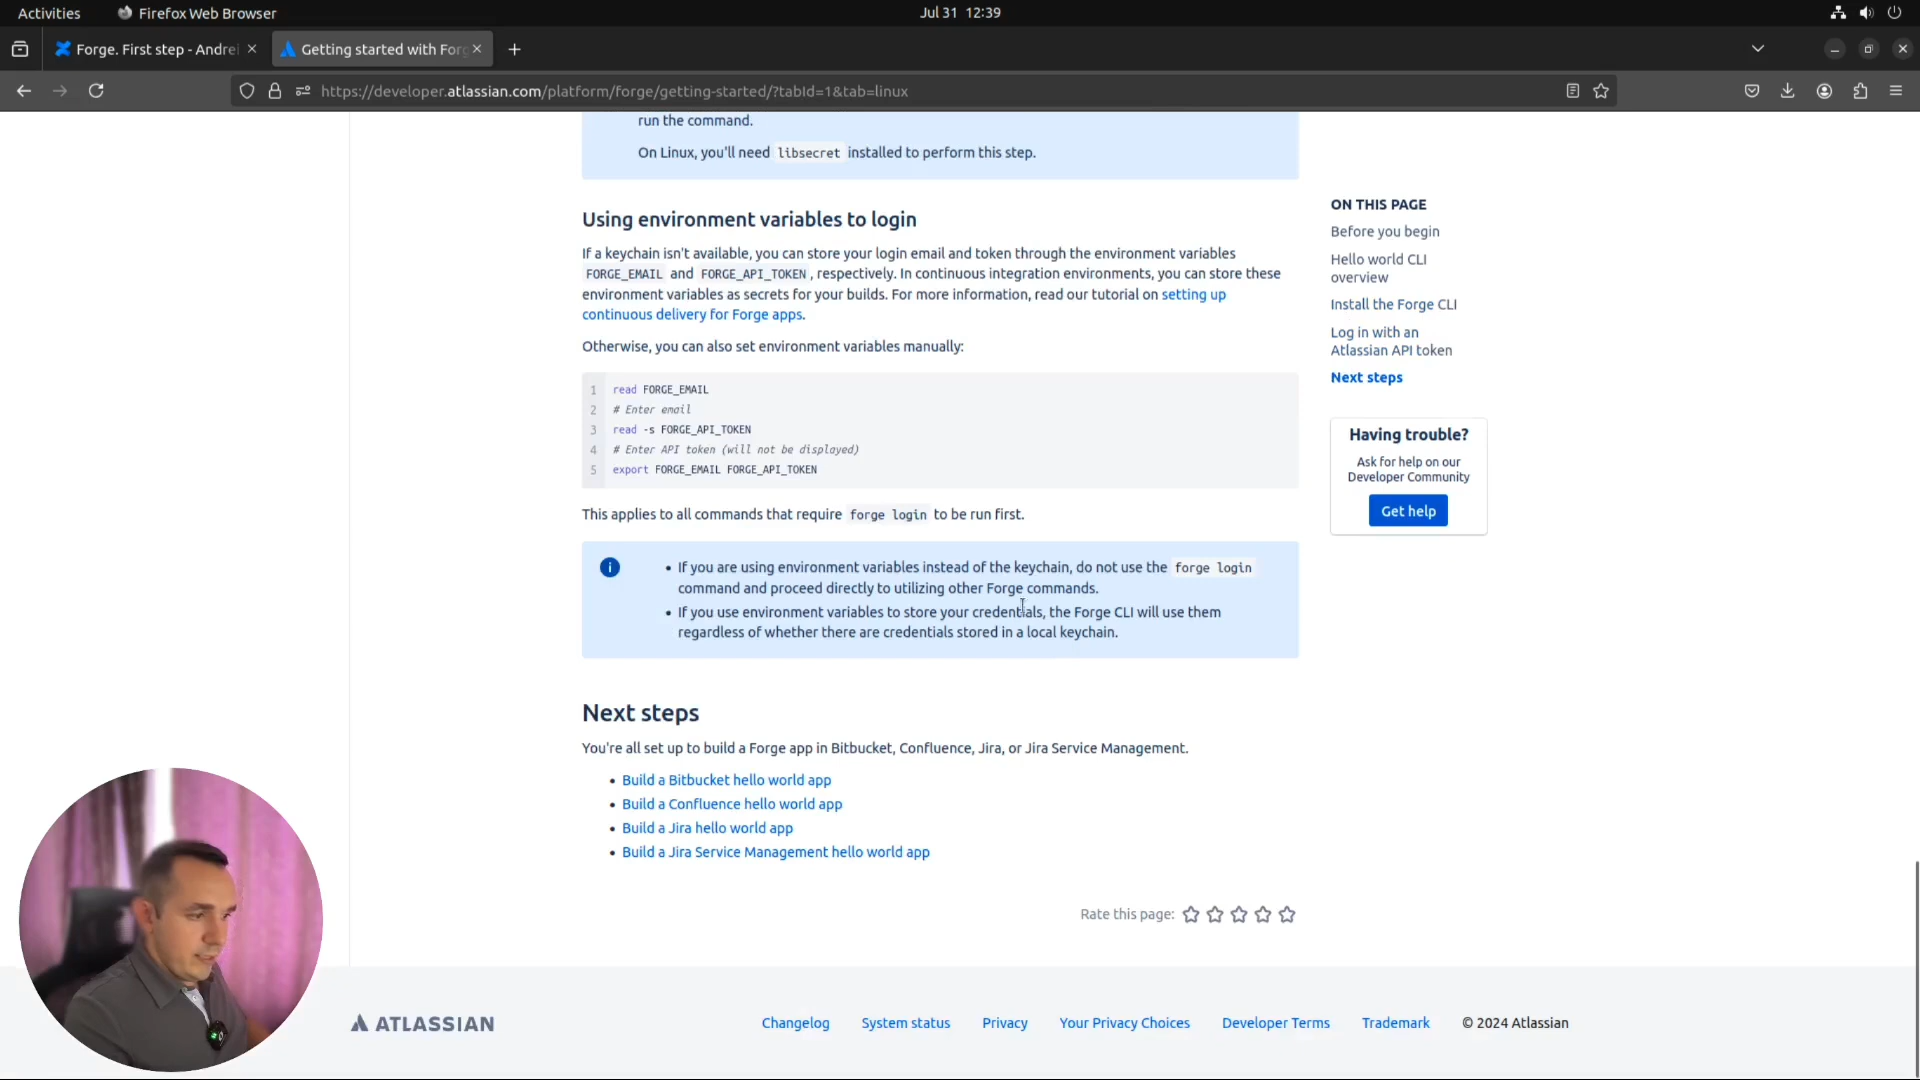 Activities
Firefox Web Browser
Jul 31 12:39
Forge. First step - Andrei
Getting started with Forg
https://developer.atlassian.com/platform/forge/getting-started/?tabId=1&tab=linux
run the command.
On Linux, you'll need libsecret installed to perform this step.
Using environment variables to login
If a keychain isn't available, you can store your login email and token through the environment variables
FORGE_EMAIL and FORGE_API_TOKEN, respectively. In continuous integration environments, you can store these
environment variables as secrets for your builds. For more information, read our tutorial on setting up
continuous delivery for Forge apps.
Otherwise, you can also set environment variables manually:
1 read FORGE_EMAIL
2 # Enter email
3 read -s FORGE_API_TOKEN
4 # Enter API token (will not be displayed)
5 export FORGE_EMAIL FORGE_API_TOKEN
This applies to all commands that require forge login to be run first.
• If you are using environment variables instead of the keychain, do not use the forge login
command and proceed directly to utilizing other Forge commands.
• If you use environment variables to store your credentials, the Forge CLI will use them
regardless of whether there are credentials stored in a local keychain.
Next steps
You're all set up to build a Forge app in Bitbucket, Confluence, Jira, or Jira Service Management.
• Build a Bitbucket hello world app
• Build a Confluence hello world app
• Build a Jira hello world app
• Build a Jira Service Management hello world app
Rate this page:
ON THIS PAGE
Before you begin
Hello world CLI
overview
Install the Forge CLI
Log in with an
Atlassian API token
Next steps
Having trouble?
Ask for help on our
Developer Community
Get help
ATLASSIAN
Changelog
System status
Privacy
Your Privacy Choices
Developer Terms
Trademark
© 2024 Atlassian